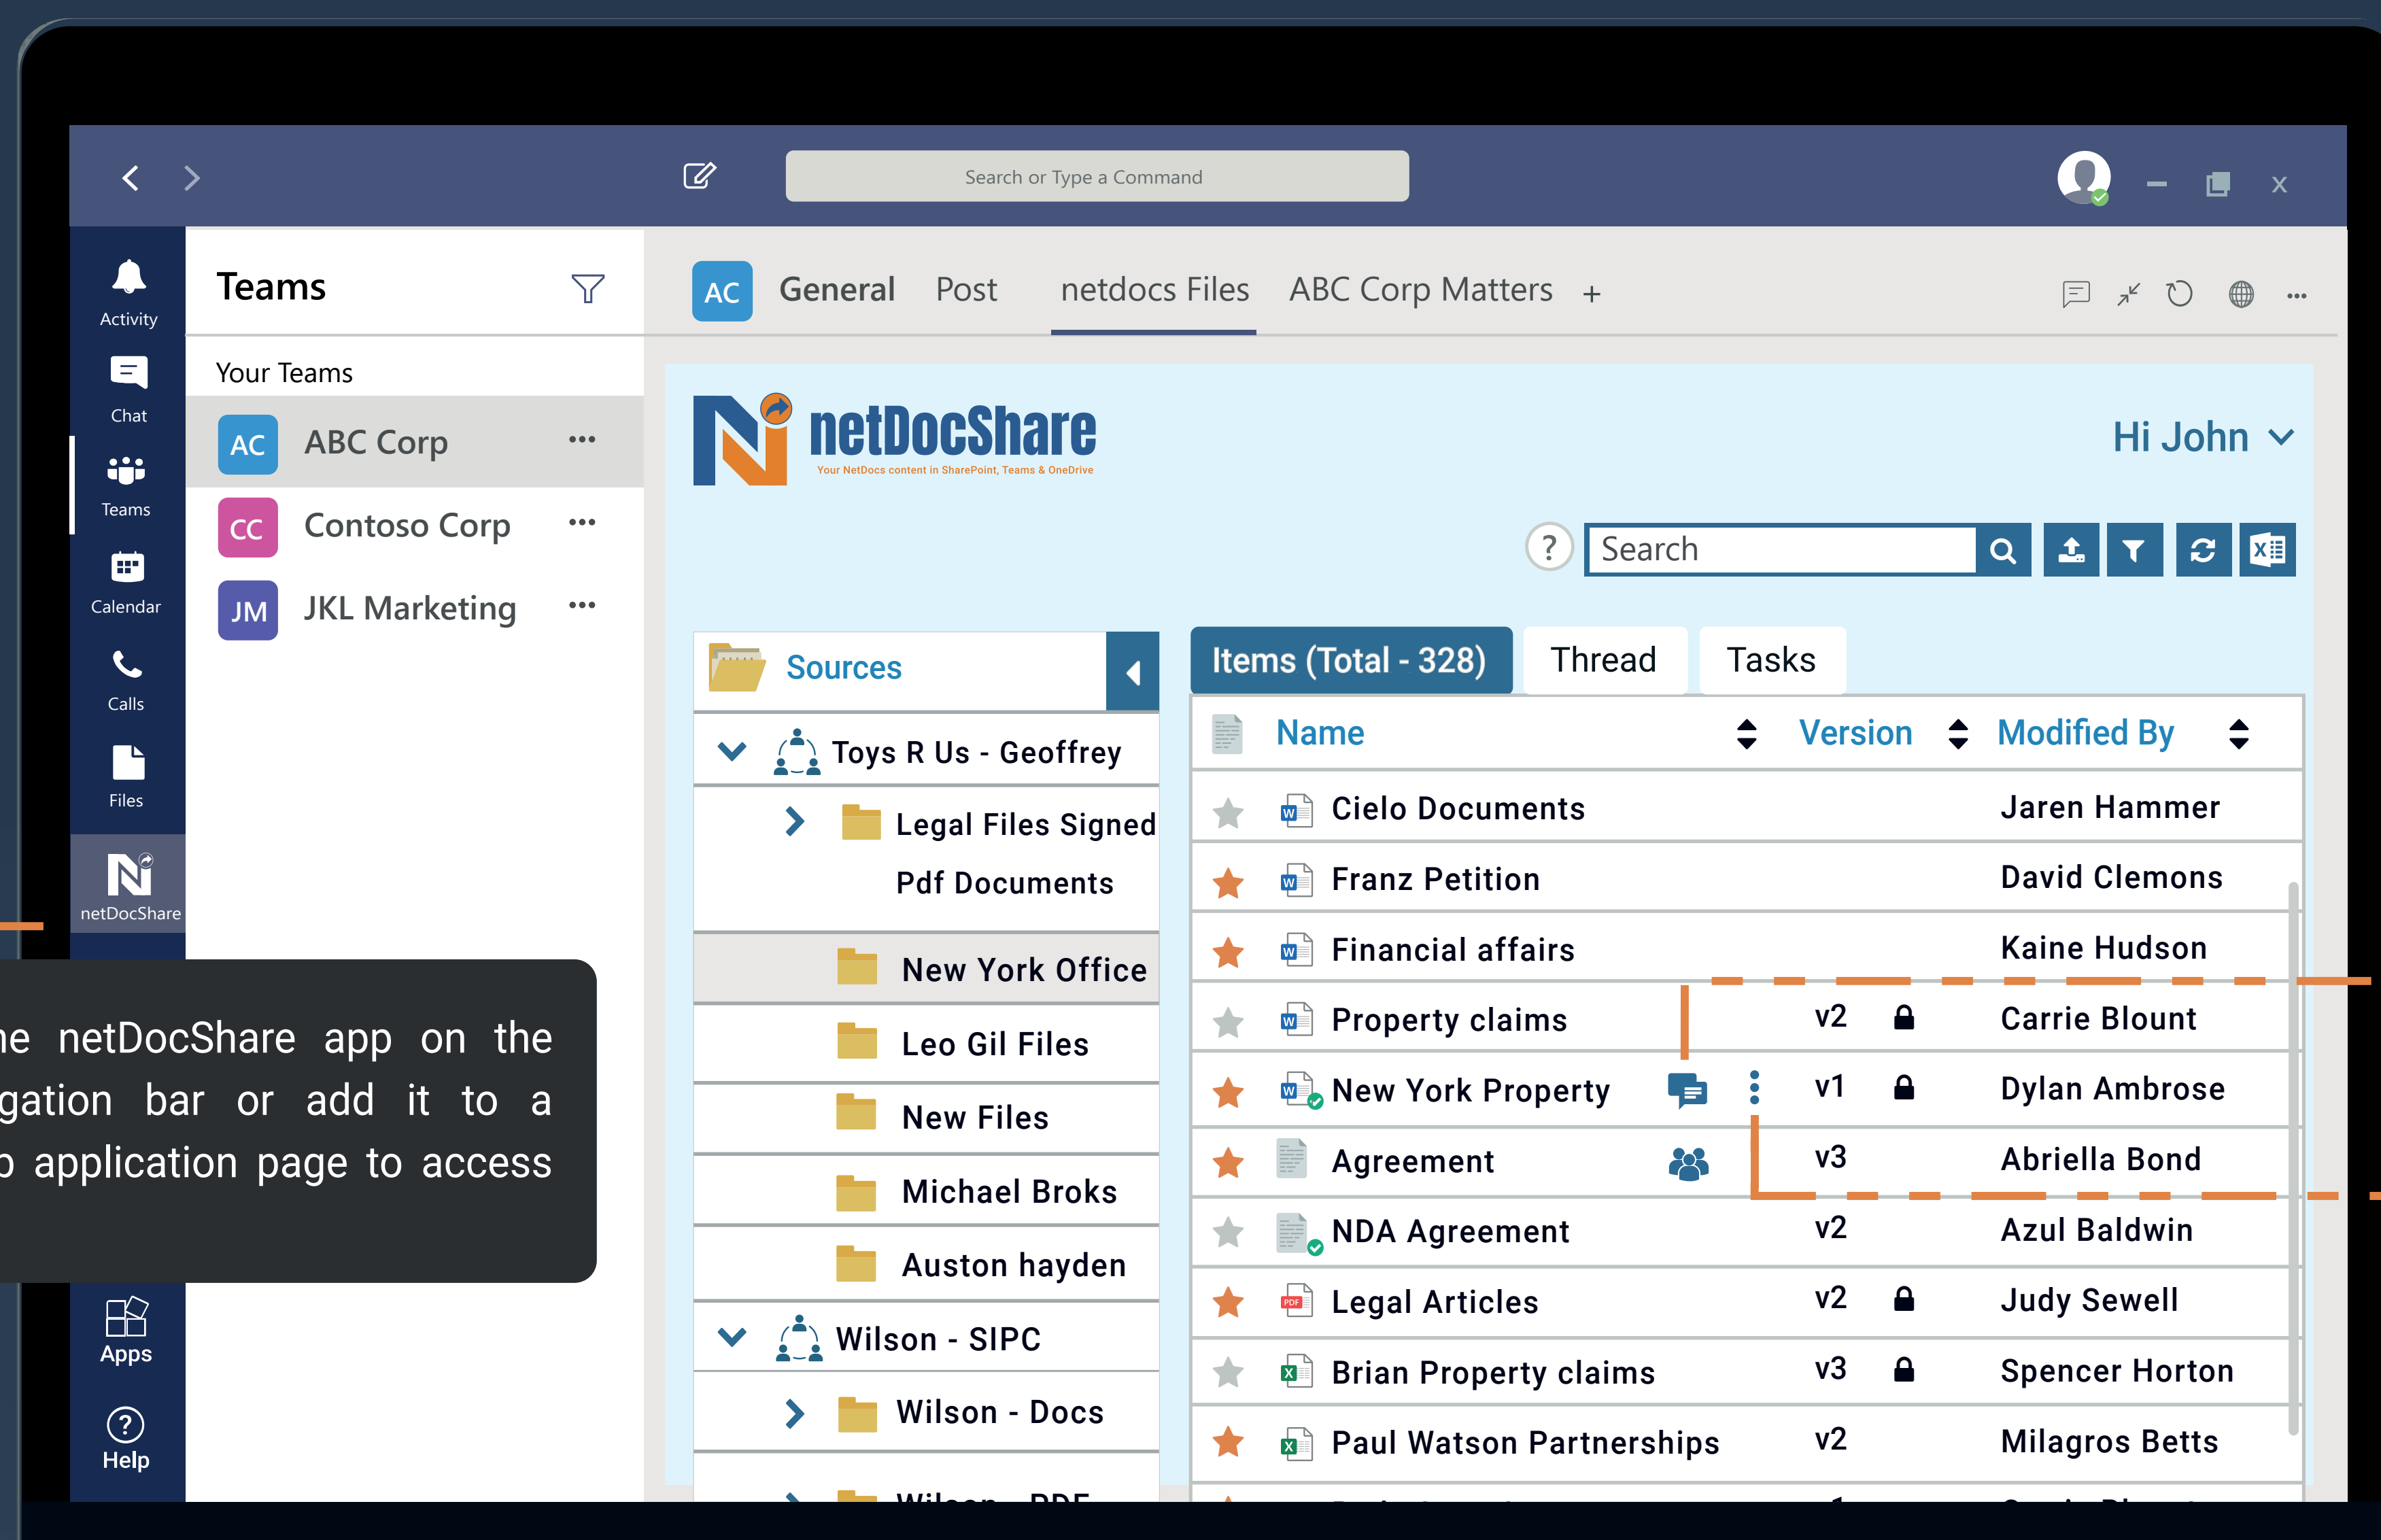 Search or Type a Command
x
Activity
Chat
Teams
Calendar
Calls
Files
netDocShare
Apps
Help
Teams
Your Teams
AC ABC Corp
CC Contoso Corp
JM JKL Marketing
AC General Post netdocs Files ABC Corp Matters +
netDocShare
Your NetDocs content in SharePoint, Teams & OneDrive
Hi John
? Search
Sources
Toys R Us - Geoffrey
Legal Files Signed
Pdf Documents
New York Office
Leo Gil Files
New Files
Michael Broks
Auston hayden
Wilson - SIPC
Wilson - Docs
Items (Total - 328) Thread Tasks
Name Version Modified By
Cielo Documents Jaren Hammer
Franz Petition David Clemons
Financial affairs Kaine Hudson
Property claims v2 Carrie Blount
New York Property v1 Dylan Ambrose
Agreement v3 Abriella Bond
NDA Agreement v2 Azul Baldwin
PDF Legal Articles v2 Judy Sewell
Brian Property claims v3 Spencer Horton
Paul Watson Partnerships v2 Milagros Betts
netDocShare app on the
bar or add it to a
application page to access